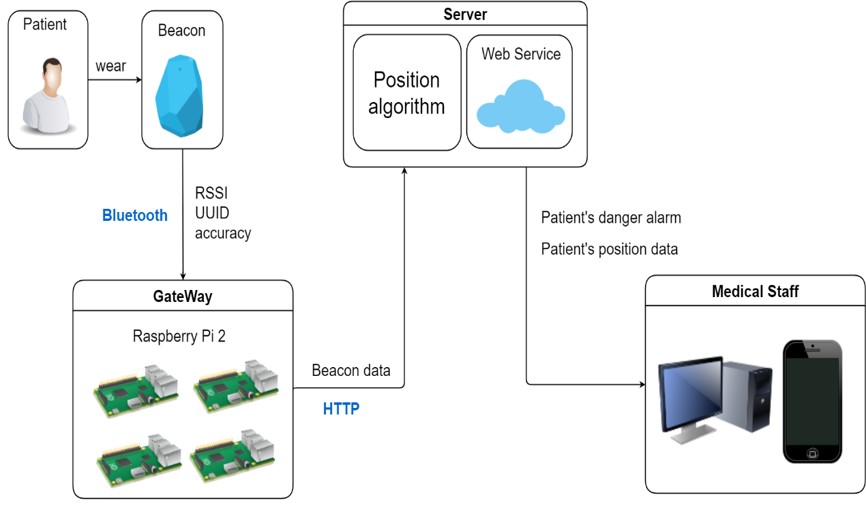 Patient
Beacon
wear
Server
Position
algorithm
Web Service
Bluetooth
RSSI
UUID
accuracy
Patient's danger alarm
Patient's position data
GateWay
Raspberry Pi 2
Beacon data
HTTP
Medical Staff